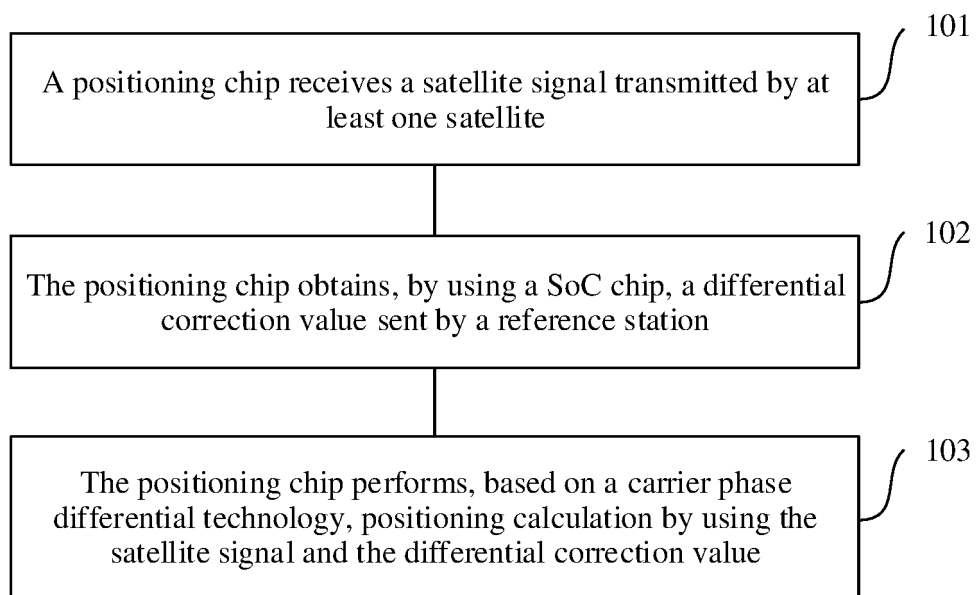 101
A positioning chip receives a satellite signal transmitted by at
least one satellite
102
The positioning chip obtains, by using a SoC chip, a differential
correction value sent by a reference station
103
The positioning chip performs, based on a carrier phase
differential technology, positioning calculation by using the
satellite signal and the differential correction value